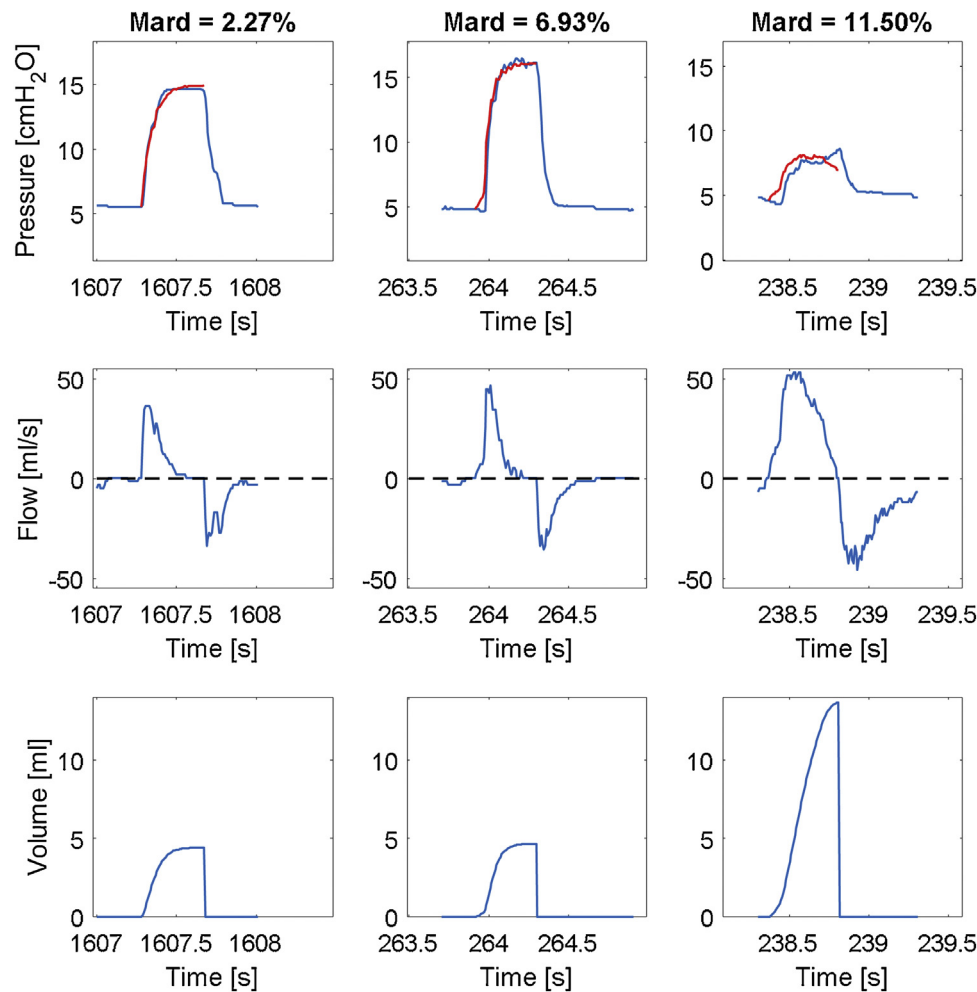 Mard = 2.27% Mard = 6.93% Mard = 11.50%
Pressure [cmH2O]
15 15 15
10 10 10
5 5 5
0
1607 1607.5 1608 263.5 264 264.5 238.5 239 239.5
Time [s] Time [s] Time [s]
Flow [ml/s]
50 50 50
0 0 0
-50 -50 -50
1607 1607.5 1608 263.5 264 264.5 238.5 239 239.5
Time [s] Time [s] Time [s]
Volume [ml]
10 10 10
5 5 5
0 0 0
1607 1607.5 1608 263.5 264 264.5 238.5 239 239.5
Time [s] Time [s] Time [s]